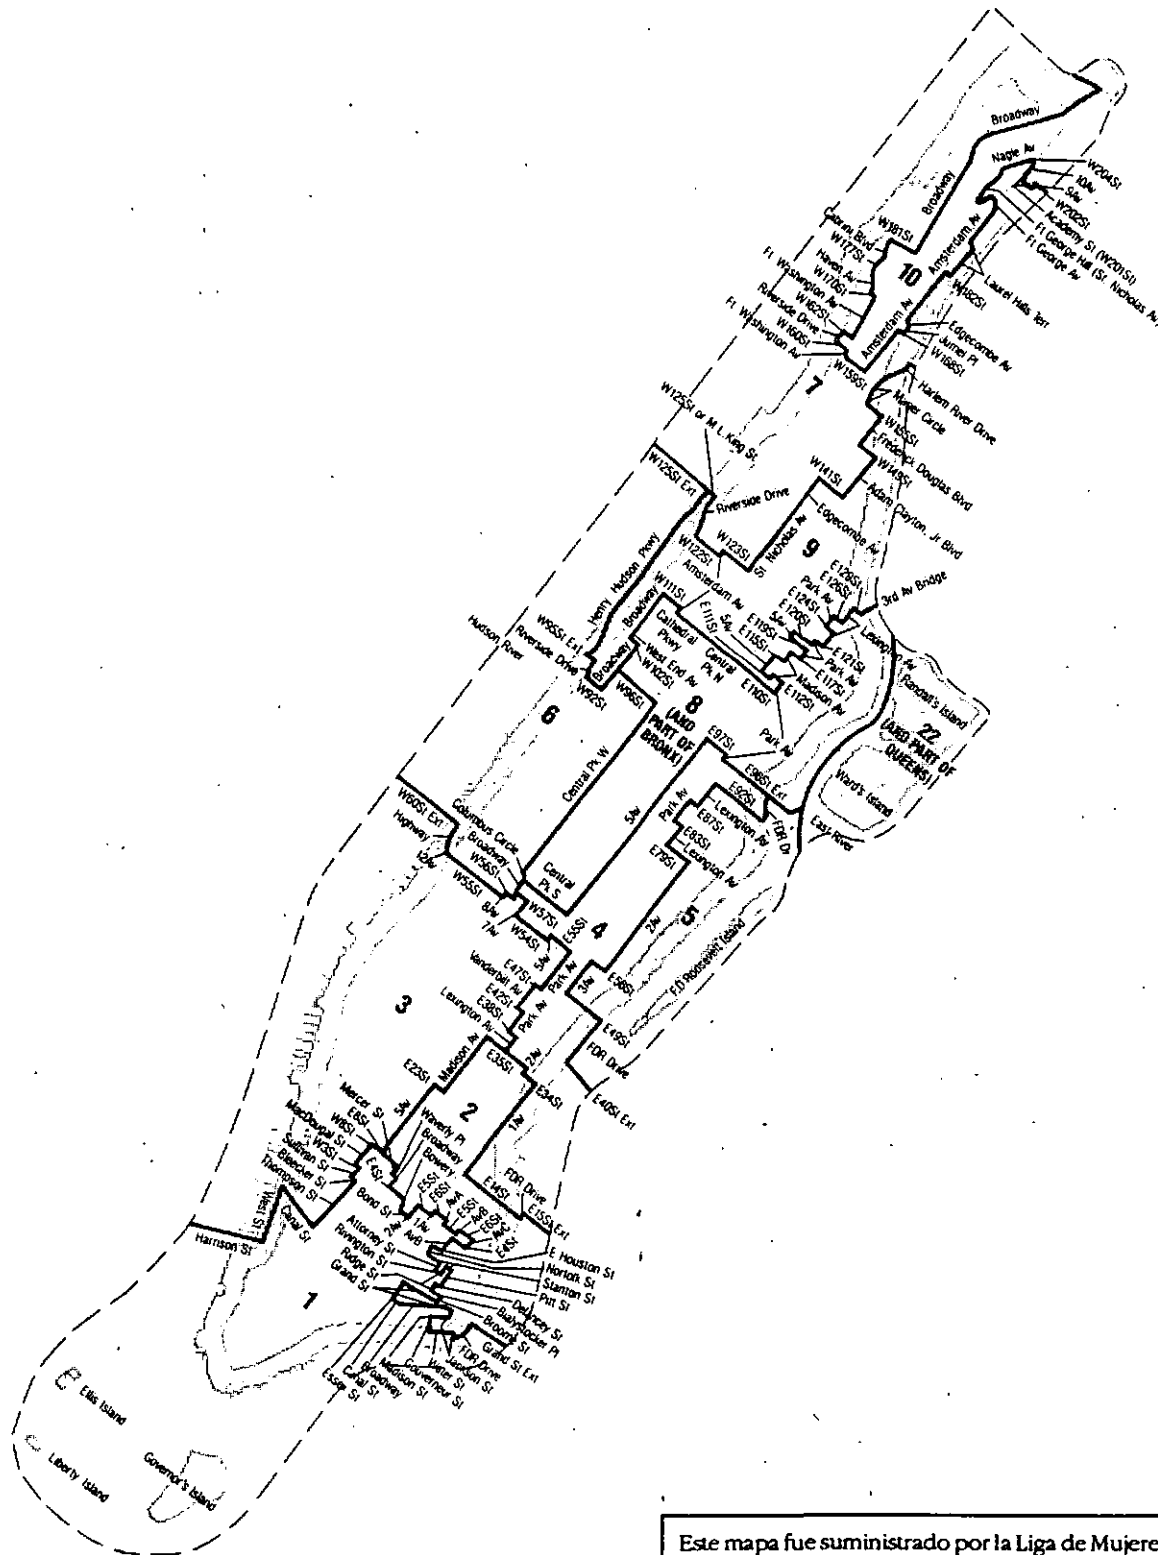 Broadway
Nagle Av
W204St
10Av
9Av
W202St
Academy St (W201St)
Ft George Hill (St. Nicholas Av)
Ft George Av
Broadway
W181St
Cabrini Blvd
W177St
Haven Av
W170St
Ft Washington Av
W162St
Riverside Drive
W160St
Ft Washington Av
10
Amsterdam Av
Laurel Hills Terr
W182St
Amsterdam Av
Edgecombe Av
Jumel Pl
W168St
W159St
7
Harlem River Drive
Macper Circle
W155St
Frederick Douglas Blvd
W149St
Adam Clayton, Jr Blvd
W125St or M L King St
W125St Ext
W141St
Riverside Drive
Edgecombe Av
St Nicholas Av
W123St
W122St
9
Amsterdam Av
Henry Hudson Pkwy
W111St
Broadway
Cathedral Pkwy
Central Pk N
E111St
5Av
E115St
E119St
5Av
E120St
E124St
Park Av
E126St
E128St
3rd Av Bridge
Lexington Av
E121St
Park Av
E117St
Madison Av
E112St
E110St
Park Av
W95St Ext
Riverside Drive
Hudson River
W92St
Broadway
West End Av
W102St
W96St
6
8
(AND
PART OF
BRONX)
Randall's Island
22
(AND PART OF
QUEENS)
Ward's Island
East River
E97St
E96St Ext
Central Pk W
5Av
Park Av
E92St
FDR Dr
Lexington Av
E87St
E83St
Lexington Av
E79St
W60St Ext
Highway
12Av
Columbus Circle
Broadway
W56St
W55St
8Av
7Av
Central
Pk S
W57St
W54St
E55St
5Av
4
2Av
5
F.D Roosevelt Island
E47St
Vanderbilt Av
E42St
E38St
Lexington Av
Park Av
Park Av
3Av
E56St
E49St
FDR Drive
E40St Ext
3
Madison Av
E35St
2Av
E34St
E23St
5Av
2
1Av
Mercer St
E8St
W8St
MacDougal St
W3St
Sullivan St
Bleecker St
Thompson St
Waverly Pl
Broadway
Bowery
E4St
Bond St
E5St
E6St
AvA
E5St
AvB
E6St
AvC
E4St
2Av
1Av
AvB
E14St
FDR Drive
E15St Ext
West St
Canal St
Harrison St
Attorney St
Rivington St
Ridge St
Grand St
E Houston St
Norfolk St
Stanton St
Pitt St
Delancey St
Bialystocker Pl
Broome St
Grand St Ext
FDR Drive
Jackson St
Water St
Gouverneur St
Madison St
Broadway
Canal St
Essex St
1
Ellis Island
Liberty Island
Governor's Island
Este mapa fue suministrado por la Liga de Mujere